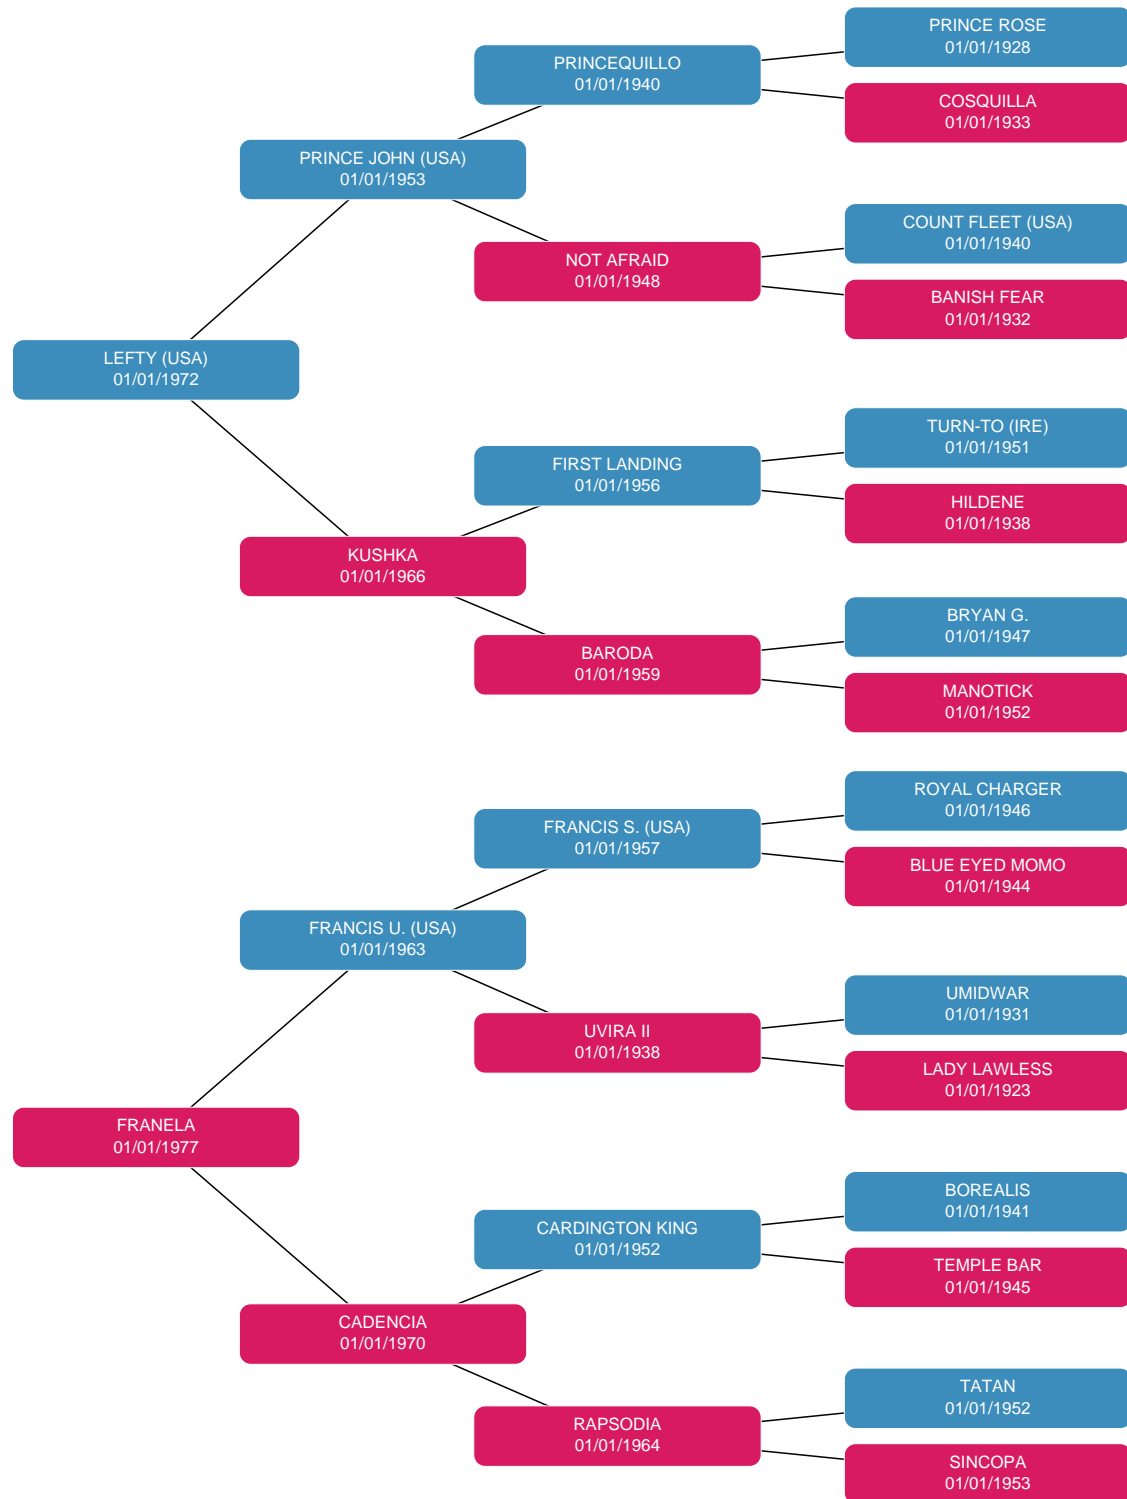 PRINCE ROSE
01/01/1928
PRINCEQUILLO
01/01/1940
COSQUILLA
01/01/1933
PRINCE JOHN (USA)
01/01/1953
COUNT FLEET (USA)
01/01/1940
NOT AFRAID
01/01/1948
BANISH FEAR
01/01/1932
LEFTY (USA)
01/01/1972
TURN-TO (IRE)
01/01/1951
FIRST LANDING
01/01/1956
HILDENE
01/01/1938
KUSHKA
01/01/1966
BRYAN G.
01/01/1947
BARODA
01/01/1959
MANOTICK
01/01/1952
ROYAL CHARGER
01/01/1946
FRANCIS S. (USA)
01/01/1957
BLUE EYED MOMO
01/01/1944
FRANCIS U. (USA)
01/01/1963
UMIDWAR
01/01/1931
UVIRA II
01/01/1938
LADY LAWLESS
01/01/1923
FRANELA
01/01/1977
BOREALIS
01/01/1941
CARDINGTON KING
01/01/1952
TEMPLE BAR
01/01/1945
CADENCIA
01/01/1970
TATAN
01/01/1952
RAPSODIA
01/01/1964
SINCOPA
01/01/1953